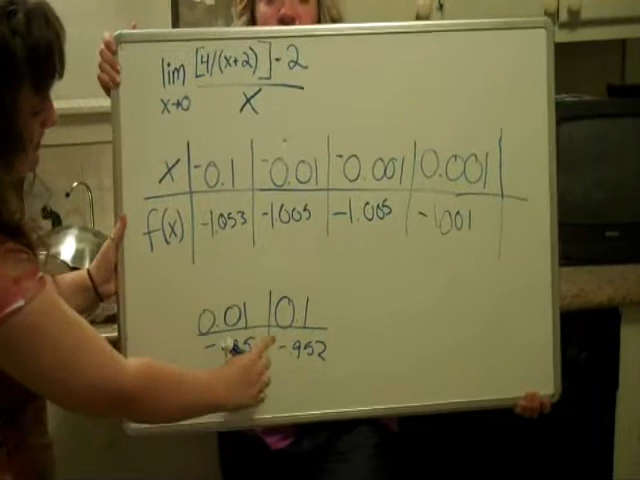 lim [4/(x+2)]-2
x→0 x
x -0.1 -0.01 -0.001 0.001
f(x) -1.053 -1.005 -1.005 -1.001
0.01 0.1
-.952